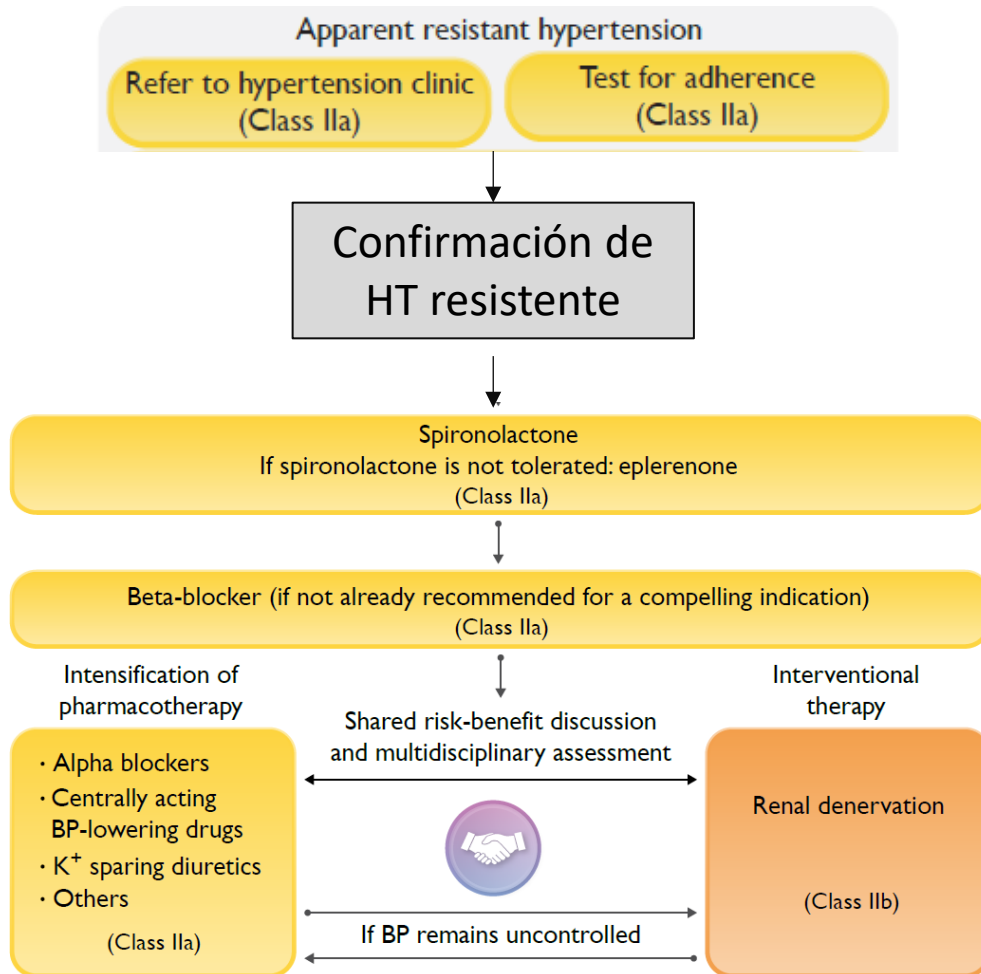 Apparent resistant hypertension
Refer to hypertension clinic
(Class IIa)
Test for adherence
(Class IIa)
Confirmación de
HT resistente
Spironolactone
If spironolactone is not tolerated: eplerenone
(Class IIa)
Beta-blocker (if not already recommended for a compelling indication)
(Class IIa)
Intensification of
pharmacotherapy
· Alpha blockers
· Centrally acting
BP-lowering drugs
· K⁺ sparing diuretics
· Others
(Class IIa)
Shared risk-benefit discussion
and multidisciplinary assessment
If BP remains uncontrolled
Interventional
therapy
Renal denervation
(Class IIb)